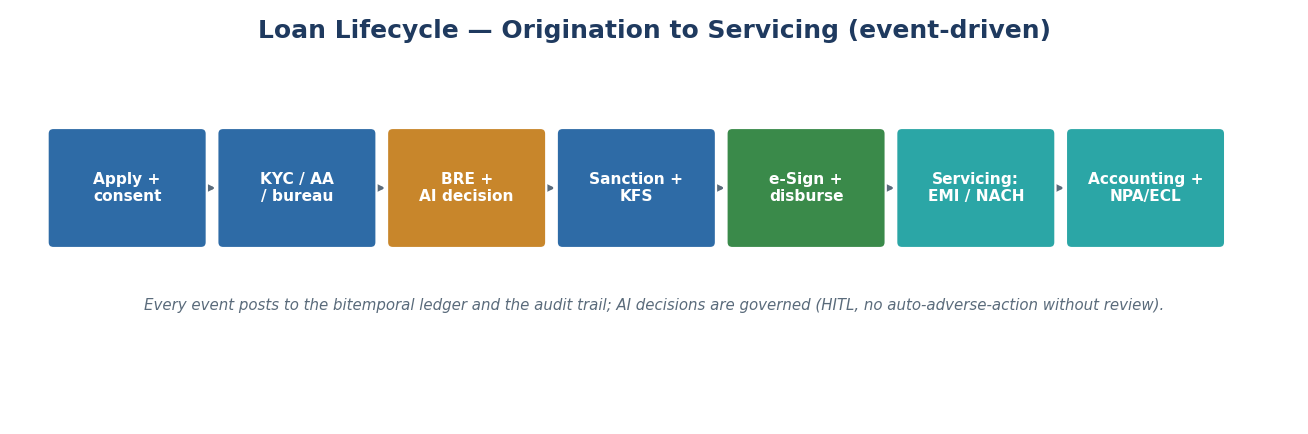 Loan Lifecycle — Origination to Servicing (event-driven)
Apply +
consent
KYC / AA
/ bureau
BRE +
AI decision
Sanction +
KFS
e-Sign +
disburse
Servicing:
EMI / NACH
Accounting +
NPA/ECL
Every event posts to the bitemporal ledger and the audit trail; AI decisions are governed (HITL, no auto-adverse-action without review).